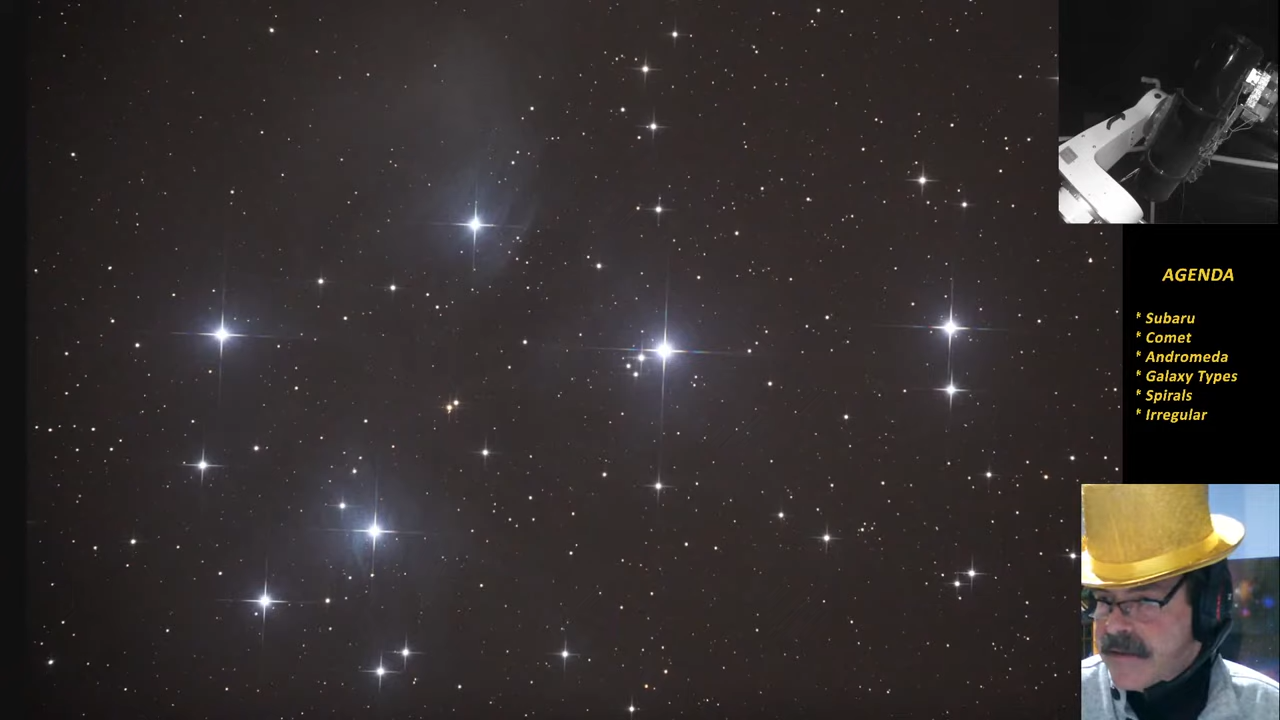 AGENDA
* Subaru
* Comet
* Andromeda
* Galaxy Types
* Spirals
* Irregular